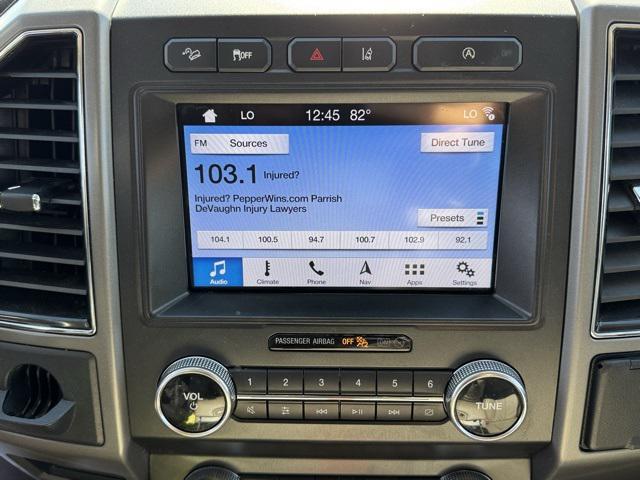 OFF
A OFF
LO 12:45 82° LO
FM Sources Direct Tune
103.1 Injured?
Injured? PepperWins.com Parrish
DeVaughn Injury Lawyers
Presets
104.1 100.5 94.7 100.7 102.9 92.1
Audio Climate Phone Nav Apps Settings
PASSENGER AIRBAG OFF
VOL 1 2 3 4 5 6 TUNE